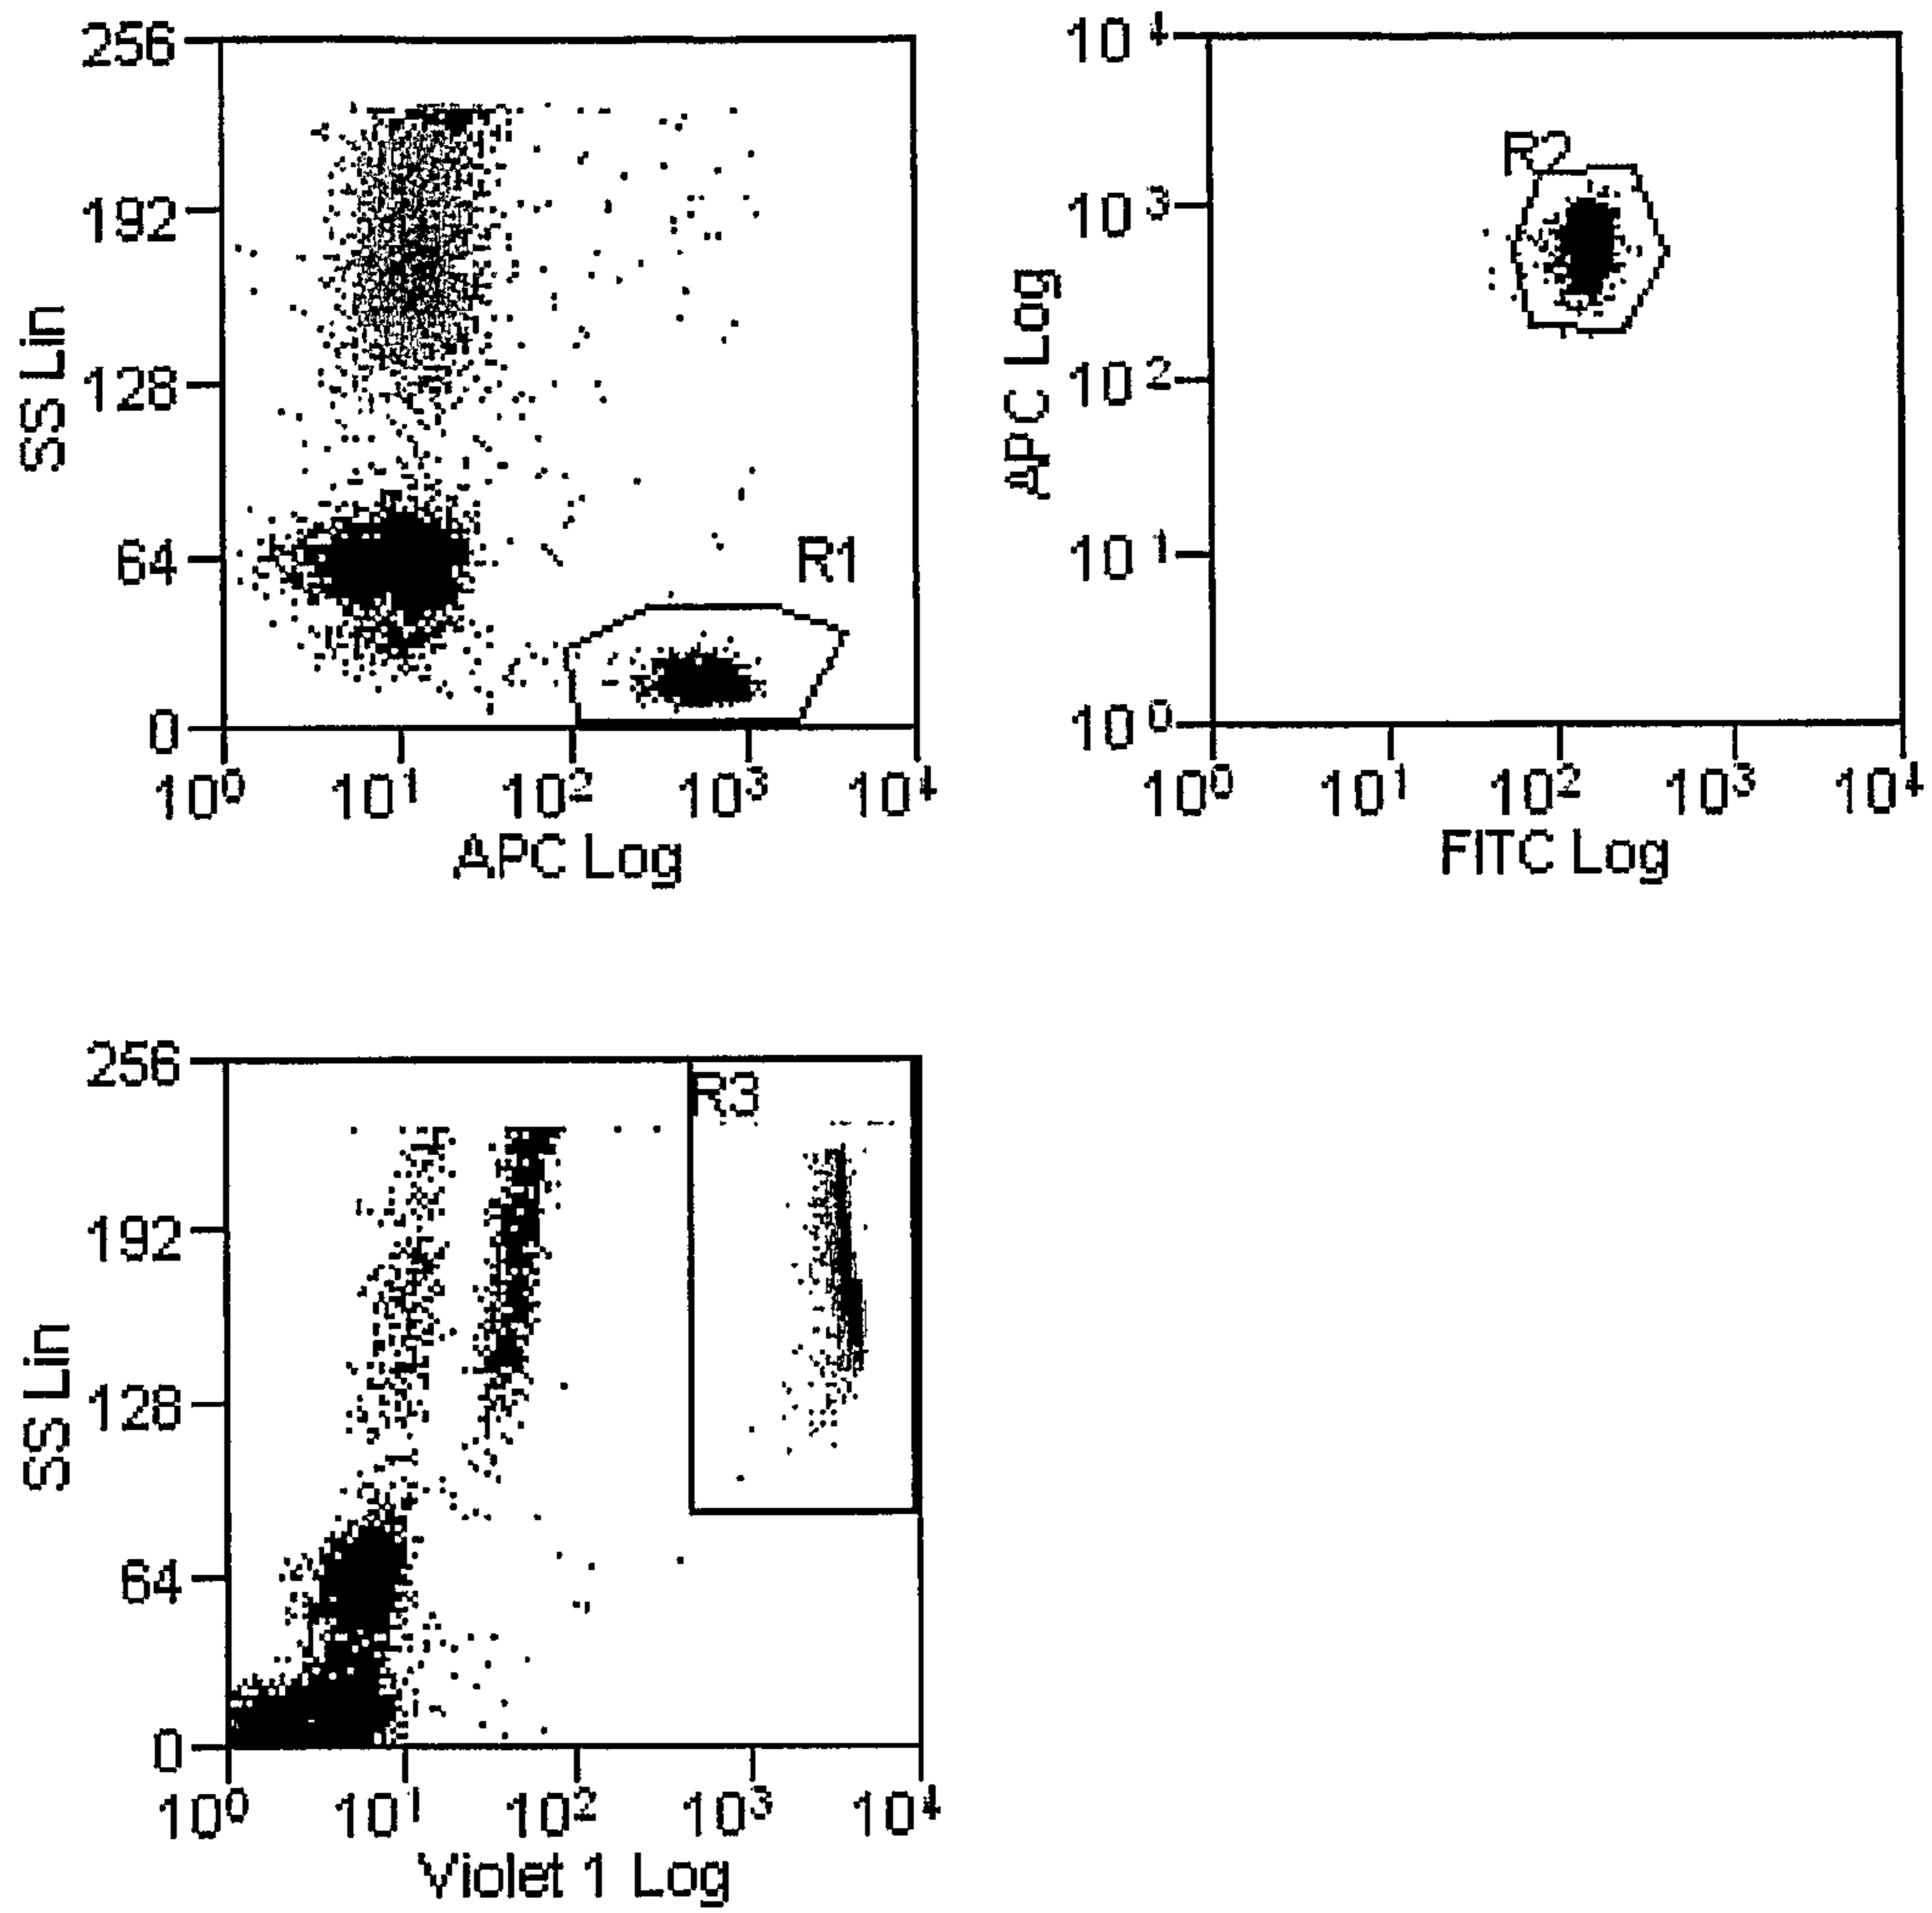 256
192
128
64
0
SS Lin
R1
10⁰ 10¹ 10² 10³ 10⁴
APC Log
10⁴
10³
10²
10¹
10⁰
APC Log
R2
10⁰ 10¹ 10² 10³ 10⁴
FITC Log
256
192
128
64
0
SS Lin
R3
10⁰ 10¹ 10² 10³ 10⁴
Violet 1 Log